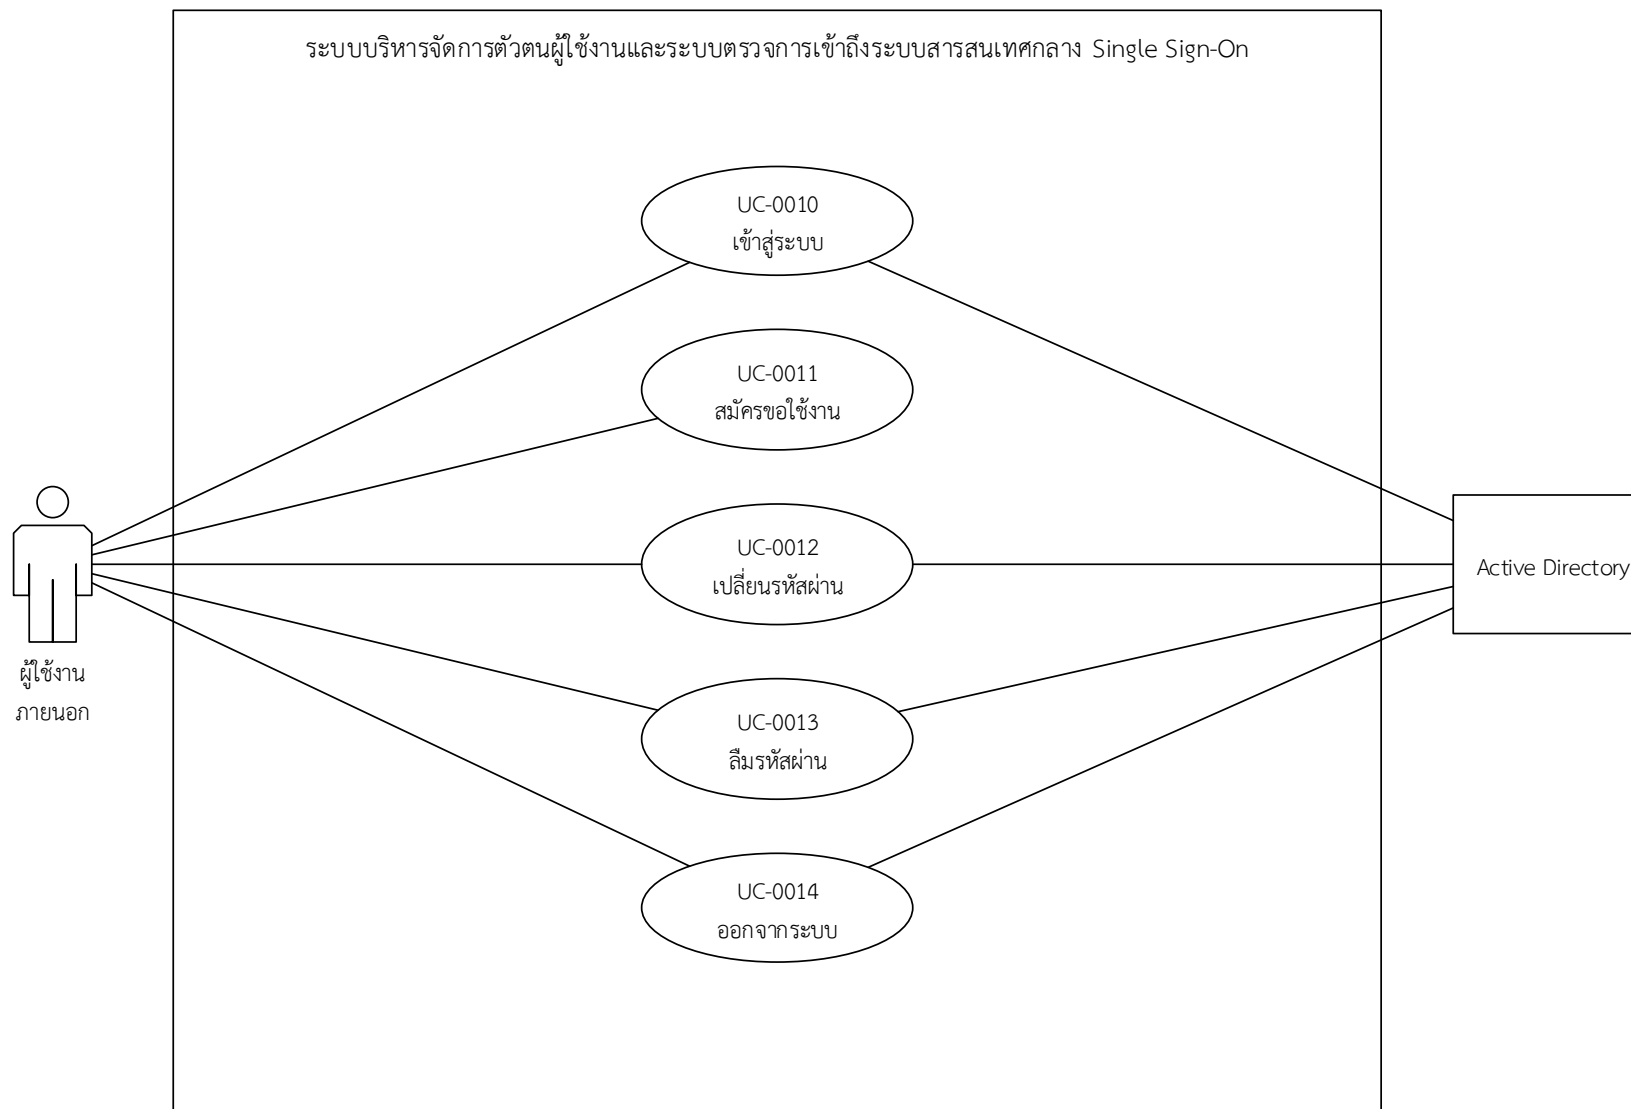 ระบบบริหารจัดการตัวตนผู้ใช้งานและระบบตรวจการเข้าถึงระบบสารสนเทศกลาง Single Sign-On
UC-0010
เข้าสู่ระบบ
UC-0011
สมัครขอใช้งาน
UC-0012
เปลี่ยนรหัสผ่าน
Active Directory
ผู้ใช้งาน
ภายนอก
UC-0013
ลืมรหัสผ่าน
UC-0014
ออกจากระบบ